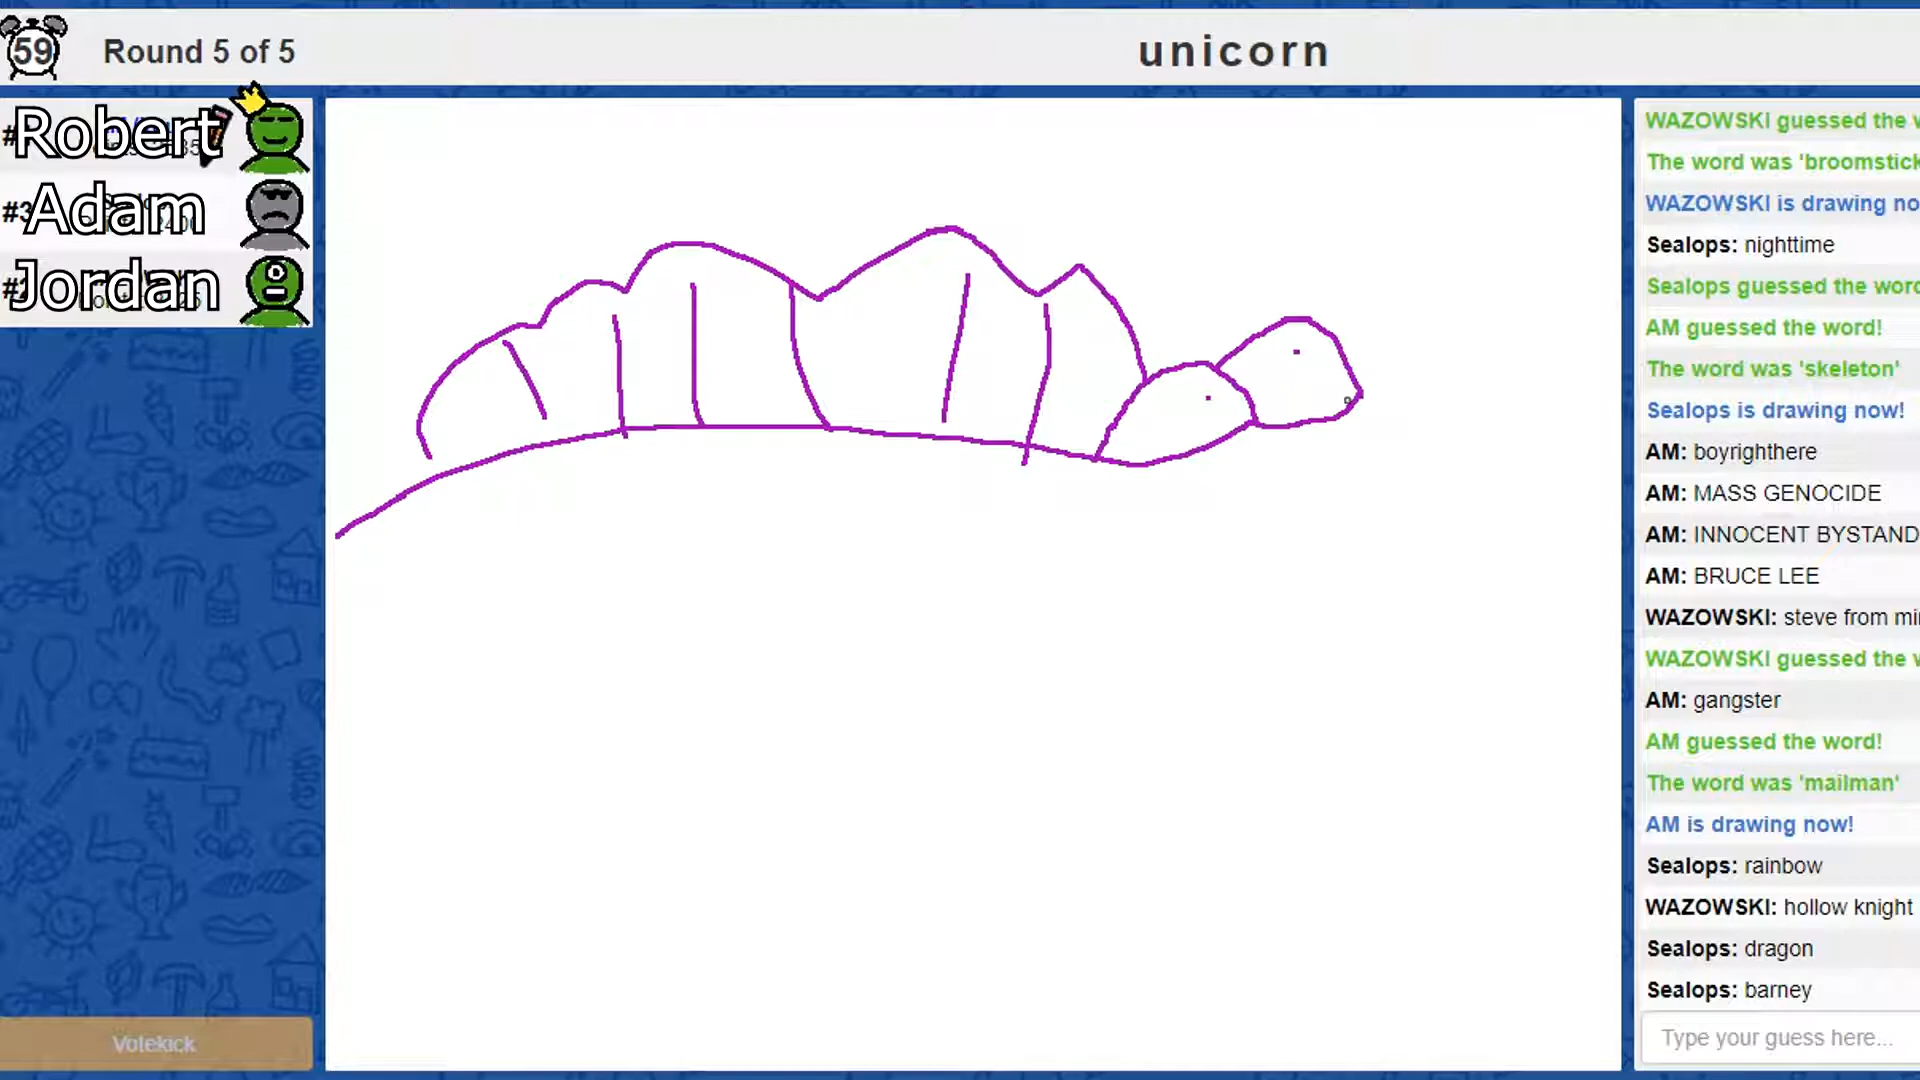 59
Round 5 of 5
unicorn
Robert
#3
Adam
Jordan
WAZOWSKI guessed the
The word was 'broomstick
WAZOWSKI is drawing no
Sealops: nighttime
Sealops guessed the word
AM guessed the word!
The word was 'skeleton'
Sealops is drawing now!
AM: boyrighthere
AM: MASS GENOCIDE
AM: INNOCENT BYSTAND
AM: BRUCE LEE
WAZOWSKI: steve from mi
WAZOWSKI guessed the
AM: gangster
AM guessed the word!
The word was 'mailman'
AM is drawing now!
Sealops: rainbow
WAZOWSKI: hollow knight
Sealops: dragon
Sealops: barney
Type your guess here...
Votekick